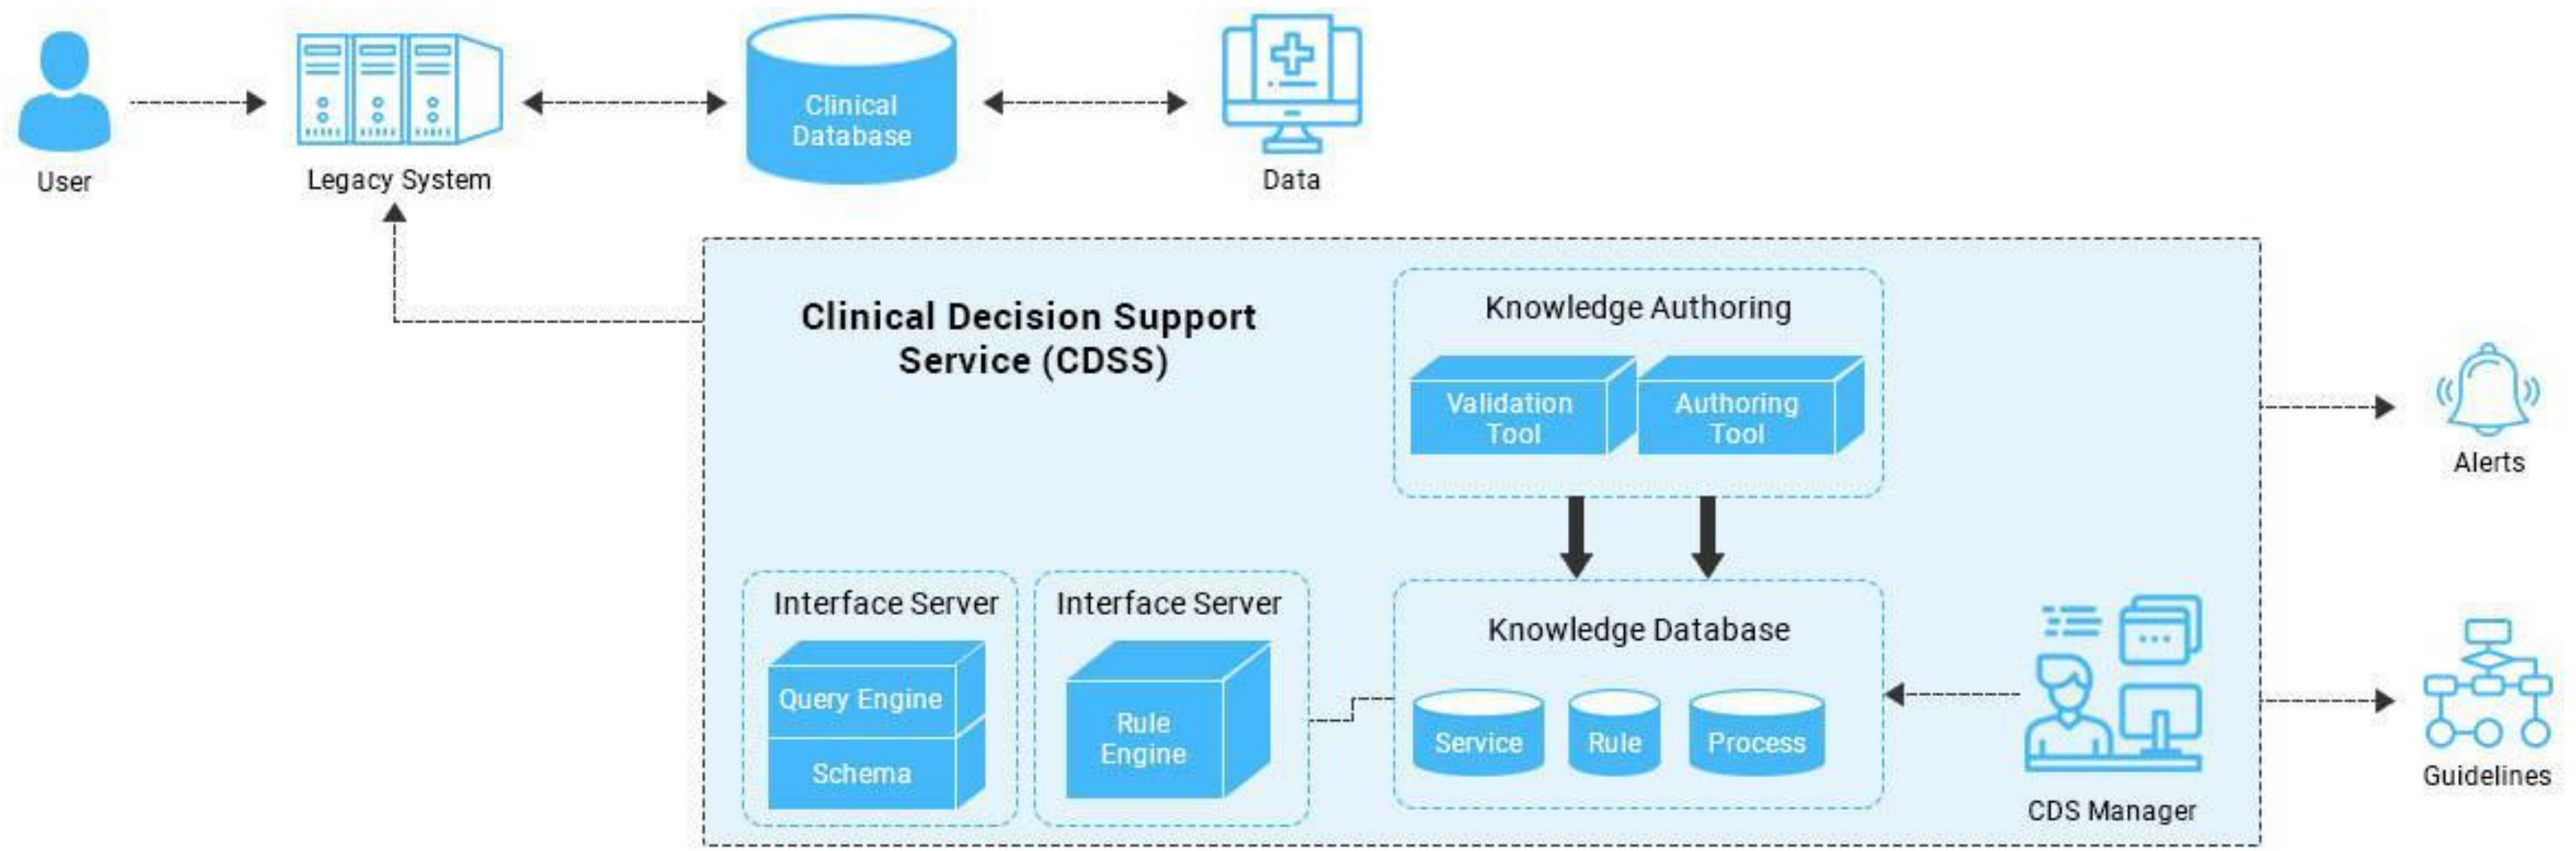 User
Legacy System
Clinical
Database
Data
Clinical Decision Support
Service (CDSS)
Knowledge Authoring
Validation
Tool
Authoring
Tool
Alerts
Interface Server
Query Engine
Schema
Interface Server
Rule
Engine
Knowledge Database
Service
Rule
Process
CDS Manager
Guidelines